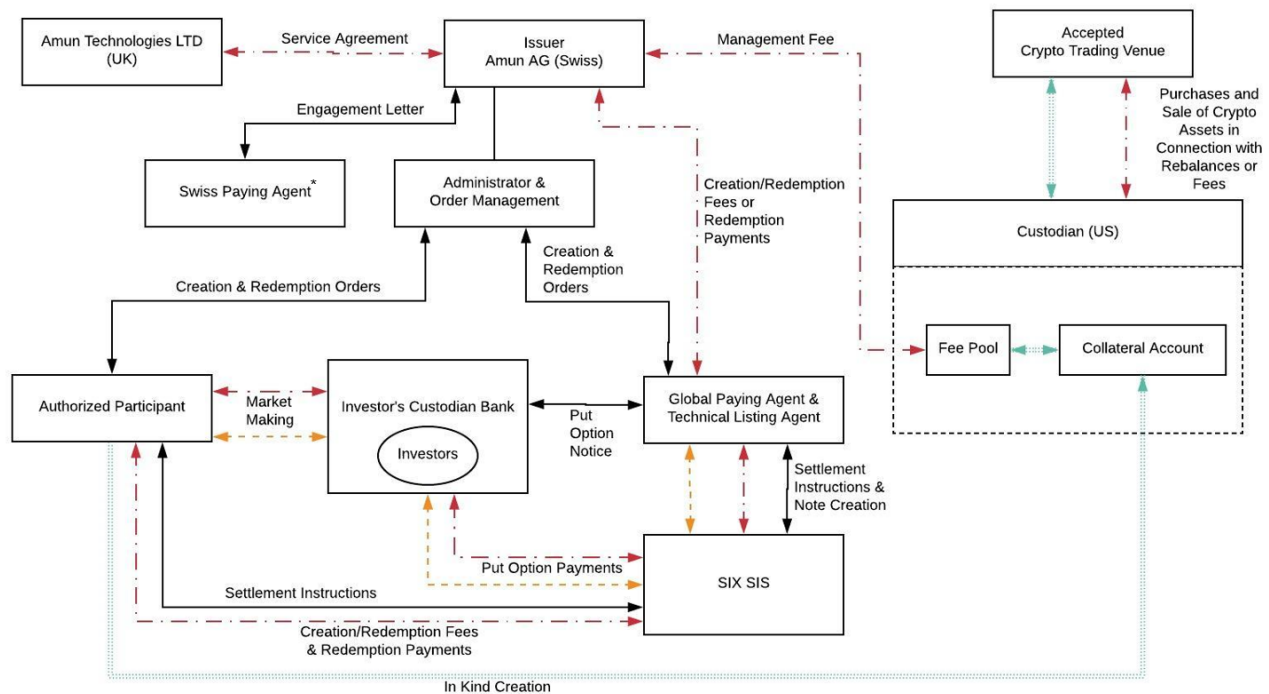 Amun Technologies LTD
(UK)
Service Agreement
Issuer
Amun AG (Swiss)
Management Fee
Accepted
Crypto Trading Venue
Purchases and
Sale of Crypto
Assets in
Connection with
Rebalances or
Fees
Engagement Letter
Swiss Paying Agent*
Administrator &
Order Management
Creation/Redemption
Fees or
Redemption
Payments
Custodian (US)
Creation &
Redemption
Orders
Creation & Redemption Orders
Fee Pool
Collateral Account
Authorized Participant
Market
Making
Investor's Custodian Bank
Investors
Put
Option
Notice
Global Paying Agent &
Technical Listing Agent
Settlement
Instructions &
Note Creation
Put Option Payments
SIX SIS
Settlement Instructions
Creation/Redemption Fees
& Redemption Payments
In Kind Creation